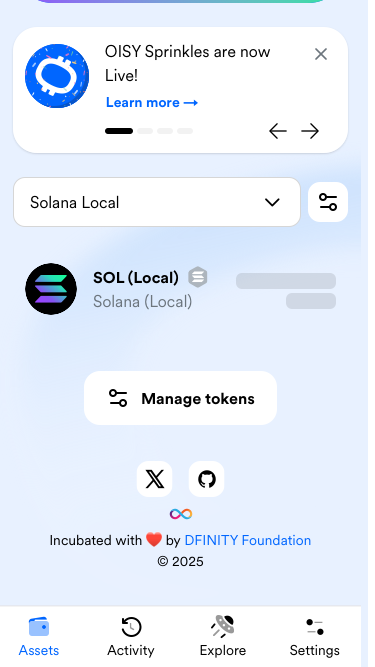 OISY Sprinkles are now
Live!
Learn more →
Solana Local
SOL (Local)
Solana (Local)
Manage tokens
Incubated with ❤️ by DFINITY Foundation
© 2025
Assets
Activity
Explore
Settings